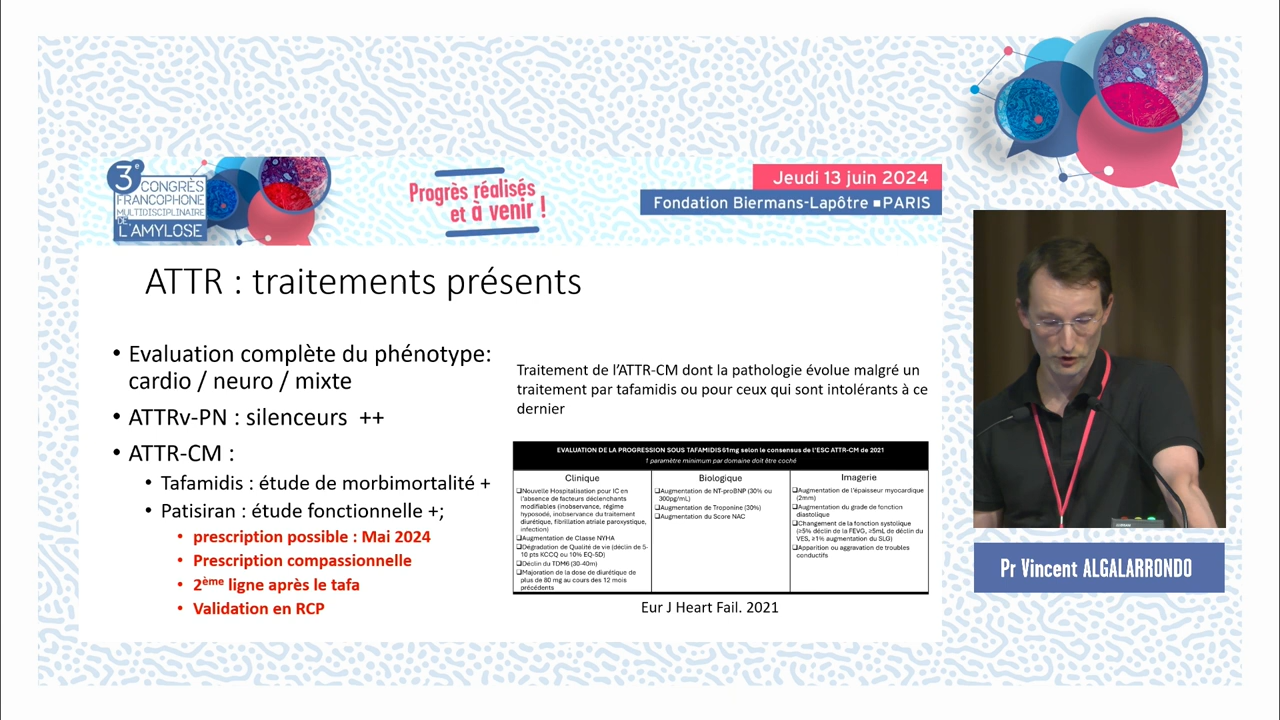 3e
CONGRÈS
FRANCOPHONE
MULTIDISCIPLINAIRE
DE
L'AMYLOSE
Progrès réalisés
et à venir !
Jeudi 13 juin 2024
Fondation Biermans-Lapôtre ■ PARIS
ATTR : traitements présents
• Evaluation complète du phénotype:
cardio / neuro / mixte
• ATTRv-PN : silenceurs ++
• ATTR-CM :
• Tafamidis : étude de morbimortalité +
• Patisiran : étude fonctionnelle +;
• prescription possible : Mai 2024
• Prescription compassionnelle
• 2ème ligne après le tafa
• Validation en RCP
Traitement de l'ATTR-CM dont la pathologie évolue malgré un
traitement par tafamidis ou pour ceux qui sont intolérants à ce
dernier
EVALUATION DE LA PROGRESSION SOUS TAFAMIDIS 61mg selon le consensus de l'ESC ATTR-CM de 2021
1 paramètre minimum par domaine doit être coché
Clinique
❑Nouvelle Hospitalisation pour IC en
l'absence de facteurs déclenchants
modifiables (inobservance, régime
hyposodé, inobservance du traitement
diurétique, fibrillation atriale paroxystique,
infection)
❑Augmentation de Classe NYHA
❑Dégradation de Qualité de vie (déclin de 5-
10 pts KCCQ ou 10% EQ-5D)
❑Déclin du TDM6 (30-40m)
❑Majoration de la dose de diurétique de
plus de 80 mg au cours des 12 mois
précédents
Biologique
❑Augmentation de NT-proBNP (30% ou
300pg/mL)
❑Augmentation de Troponine (30%)
❑Augmentation du Score NAC
Imagerie
❑Augmentation de l'épaisseur myocardique
(2mm)
❑Augmentation du grade de fonction
diastolique
❑Changement de la fonction systolique
(≥5% déclin de la FEVG, ≥5mL de déclin du
VES, ≥1% augmentation du SLG)
❑Apparition ou aggravation de troubles
conductifs
Eur J Heart Fail. 2021
Pr Vincent ALGALARRONDO